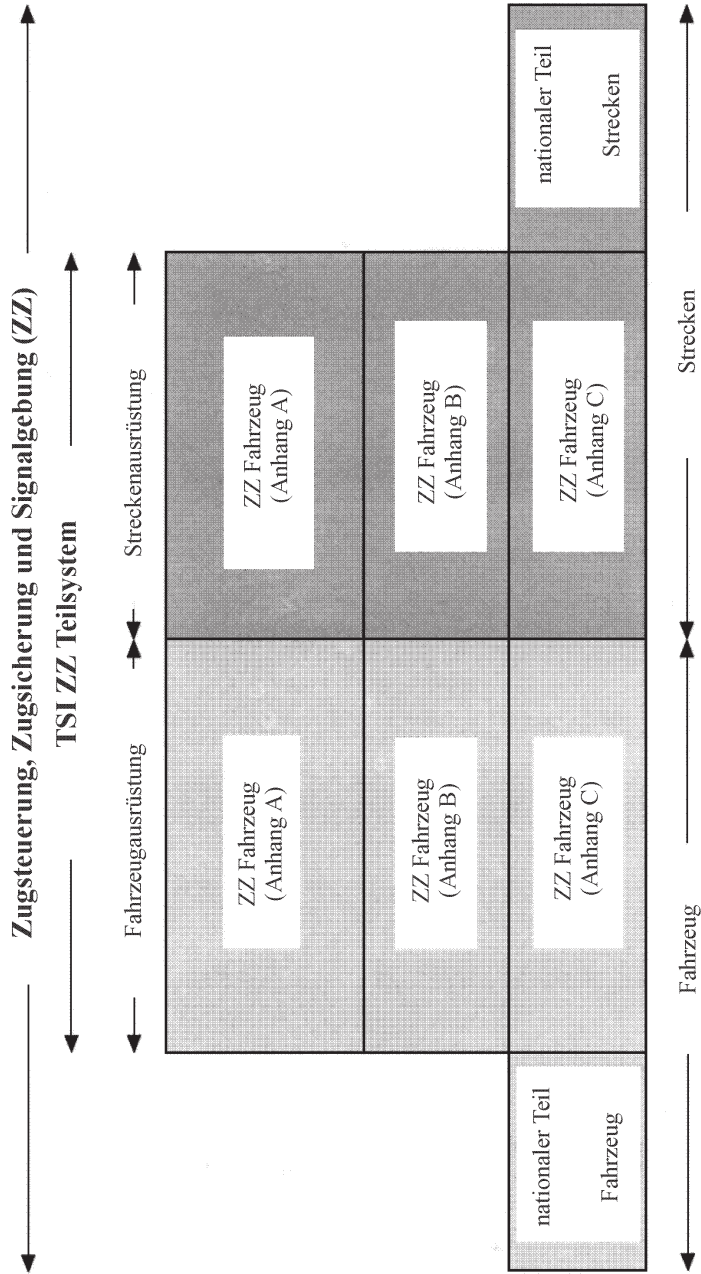 Zugsteuerung, Zugsicherung und Signalgebung (ZZ)
TSI ZZ Teilsystem
Fahrzeugausrüstung
Streckenausrüstung
ZZ Fahrzeug
(Anhang A)
ZZ Fahrzeug
(Anhang A)
ZZ Fahrzeug
(Anhang B)
ZZ Fahrzeug
(Anhang B)
nationaler Teil
Fahrzeug
ZZ Fahrzeug
(Anhang C)
ZZ Fahrzeug
(Anhang C)
nationaler Teil
Strecken
Fahrzeug
Strecken